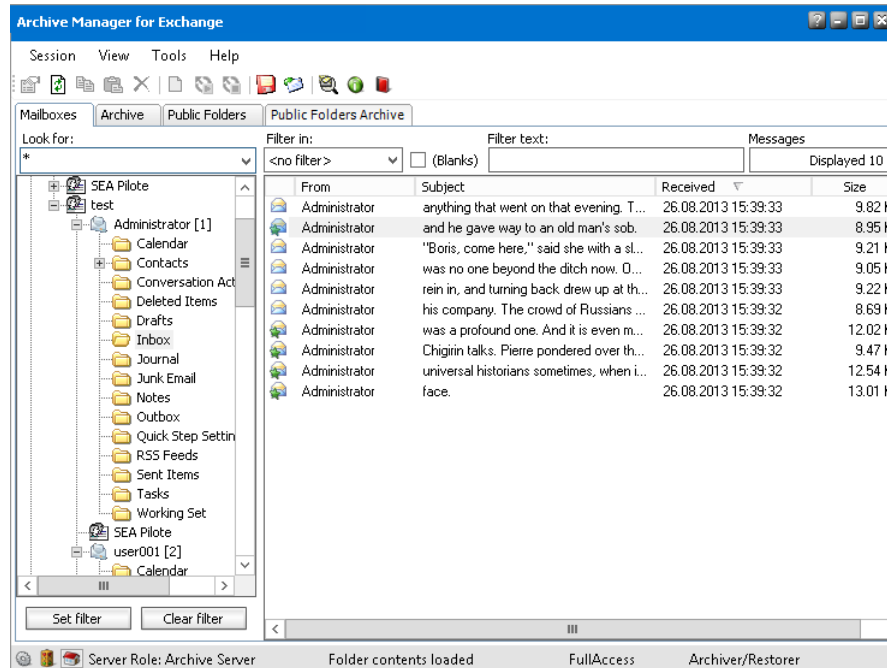 Archive Manager for Exchange
Session View Tools Help
Mailboxes Archive Public Folders Public Folders Archive
Look for:
*
SEA Pilote
test
Administrator [1]
Calendar
Contacts
Conversation Act
Deleted Items
Drafts
Inbox
Journal
Junk Email
Notes
Outbox
Quick Step Settin
RSS Feeds
Sent Items
Tasks
Working Set
SEA Pilote
user001 [2]
Calendar
Set filter Clear filter
Filter in: Filter text: Messages
<no filter> (Blanks) Displayed 10
From Subject Received Size
Administrator anything that went on that evening. T... 26.08.2013 15:39:33 9.82 K
Administrator and he gave way to an old man's sob. 26.08.2013 15:39:33 8.95 K
Administrator "Boris, come here," said she with a sl... 26.08.2013 15:39:33 9.21 K
Administrator was no one beyond the ditch now. O... 26.08.2013 15:39:33 9.05 K
Administrator rein in, and turning back drew up at th... 26.08.2013 15:39:33 9.22 K
Administrator his company. The crowd of Russians ... 26.08.2013 15:39:32 8.69 K
Administrator was a profound one. And it is even m... 26.08.2013 15:39:32 12.02 K
Administrator Chigirin talks. Pierre pondered over th... 26.08.2013 15:39:32 9.47 K
Administrator universal historians sometimes, when i... 26.08.2013 15:39:32 12.54 K
Administrator face. 26.08.2013 15:39:32 13.01 K
Server Role: Archive Server Folder contents loaded FullAccess Archiver/Restorer